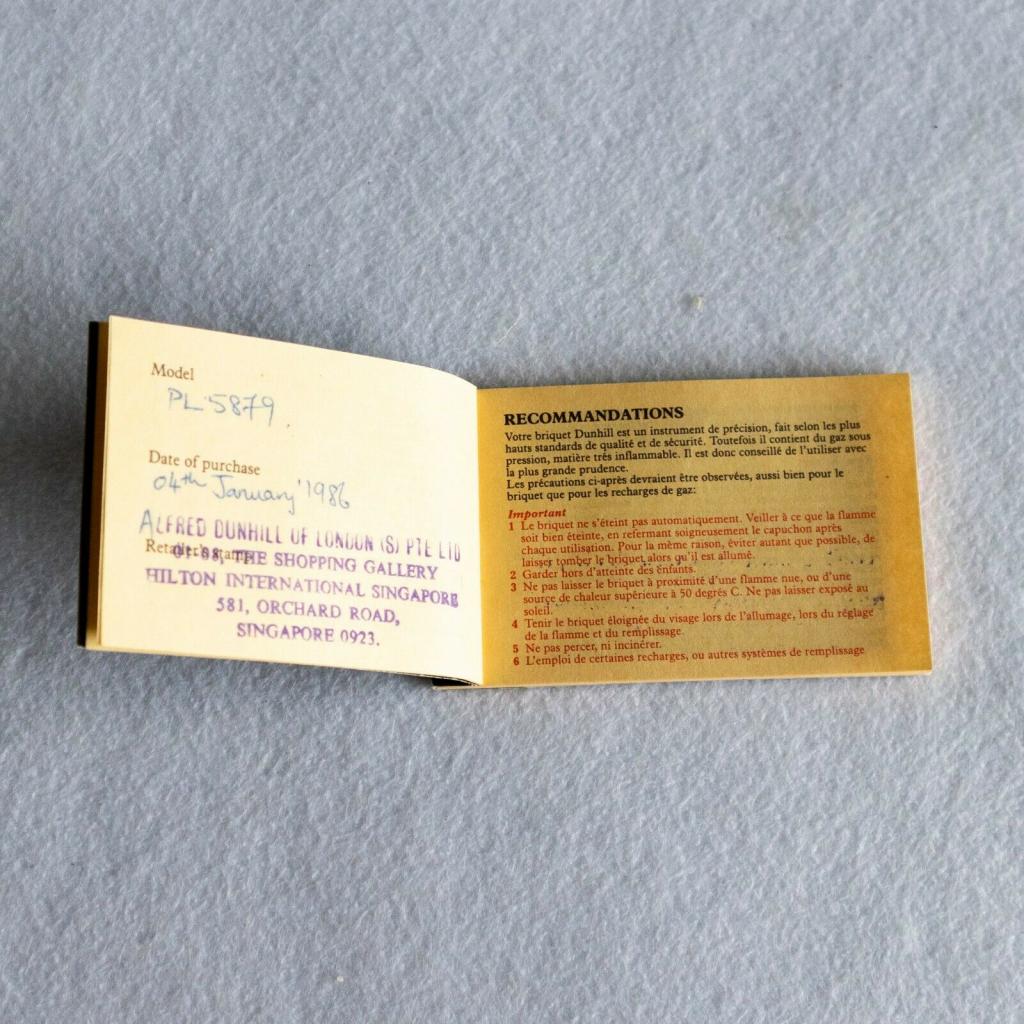 Model
PL 5879
Date of purchase
04th January '1986
Retailer's stamp
ALFRED DUNHILL OF LONDON (S) PTE LTD
THE SHOPPING GALLERY
HILTON INTERNATIONAL SINGAPORE
581, ORCHARD ROAD,
SINGAPORE 0923.
RECOMMANDATIONS
Votre briquet Dunhill est un instrument de précision, fait selon les plus
hauts standards de qualité et de sécurité. Toutefois il contient du gaz sous
pression, matière très inflammable. Il est donc conseillé de l'utiliser avec
la plus grande prudence.
Les précautions ci-après devraient être observées, aussi bien pour le
briquet que pour les recharges de gaz:
Important
1 Le briquet ne s'éteint pas automatiquement. Veiller à ce que la flamme
soit bien éteinte, en refermant soigneusement le capuchon après
chaque utilisation. Pour la même raison, éviter autant que possible, de
laisser tomber le briquet alors qu'il est allumé.
2 Garder hors d'atteinte des enfants.
3 Ne pas laisser le briquet à proximité d'une flamme nue, ou d'une
source de chaleur supérieure à 50 degrés C. Ne pas laisser exposé au
soleil.
4 Tenir le briquet éloignée du visage lors de l'allumage, lors du réglage
de la flamme et du remplissage.
5 Ne pas percer, ni incinérer.
6 L'emploi de certaines recharges, ou autres systèmes de remplissage